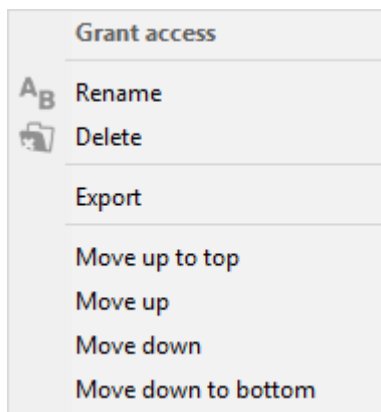 Grant access
Rename
Delete
Export
Move up to top
Move up
Move down
Move down to bottom